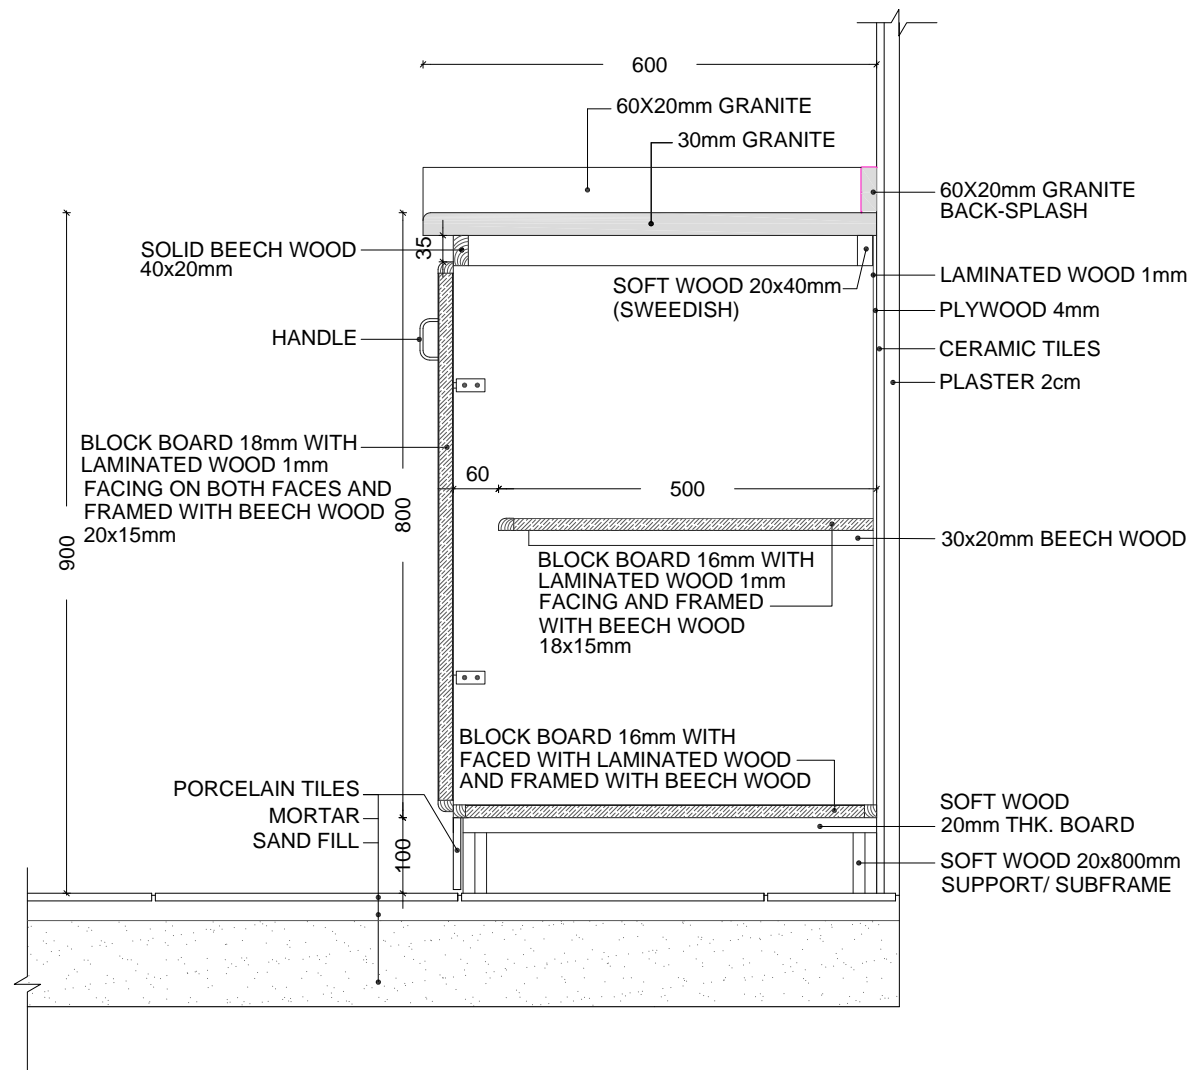 600
60X20mm GRANITE
30mm GRANITE
60X20mm GRANITE
BACK-SPLASH
SOLID BEECH WOOD
40x20mm
35
SOFT WOOD 20x40mm
(SWEEDISH)
LAMINATED WOOD 1mm
PLYWOOD 4mm
CERAMIC TILES
PLASTER 2cm
HANDLE
BLOCK BOARD 18mm WITH
LAMINATED WOOD 1mm
FACING ON BOTH FACES AND
FRAMED WITH BEECH WOOD
20x15mm
60
500
800
900
30x20mm BEECH WOOD
BLOCK BOARD 16mm WITH
LAMINATED WOOD 1mm
FACING AND FRAMED
WITH BEECH WOOD
18x15mm
BLOCK BOARD 16mm WITH
FACED WITH LAMINATED WOOD
AND FRAMED WITH BEECH WOOD
PORCELAIN TILES
MORTAR
SAND FILL
100
SOFT WOOD
20mm THK. BOARD
SOFT WOOD 20x800mm
SUPPORT/ SUBFRAME